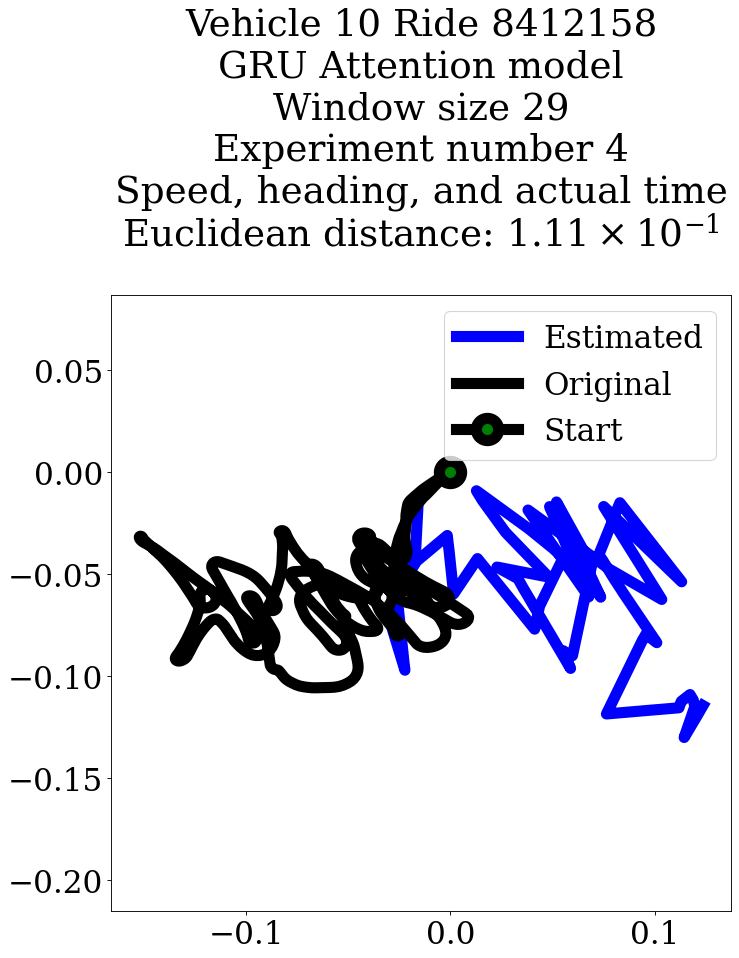 Vehicle 10 Ride 8412158
GRU Attention model
Window size 29
Experiment number 4
Speed, heading, and actual time
Euclidean distance: 1.11 × 10⁻¹
Estimated
Original
Start
0.05
0.00
−0.05
−0.10
−0.15
−0.20
−0.1
0.0
0.1